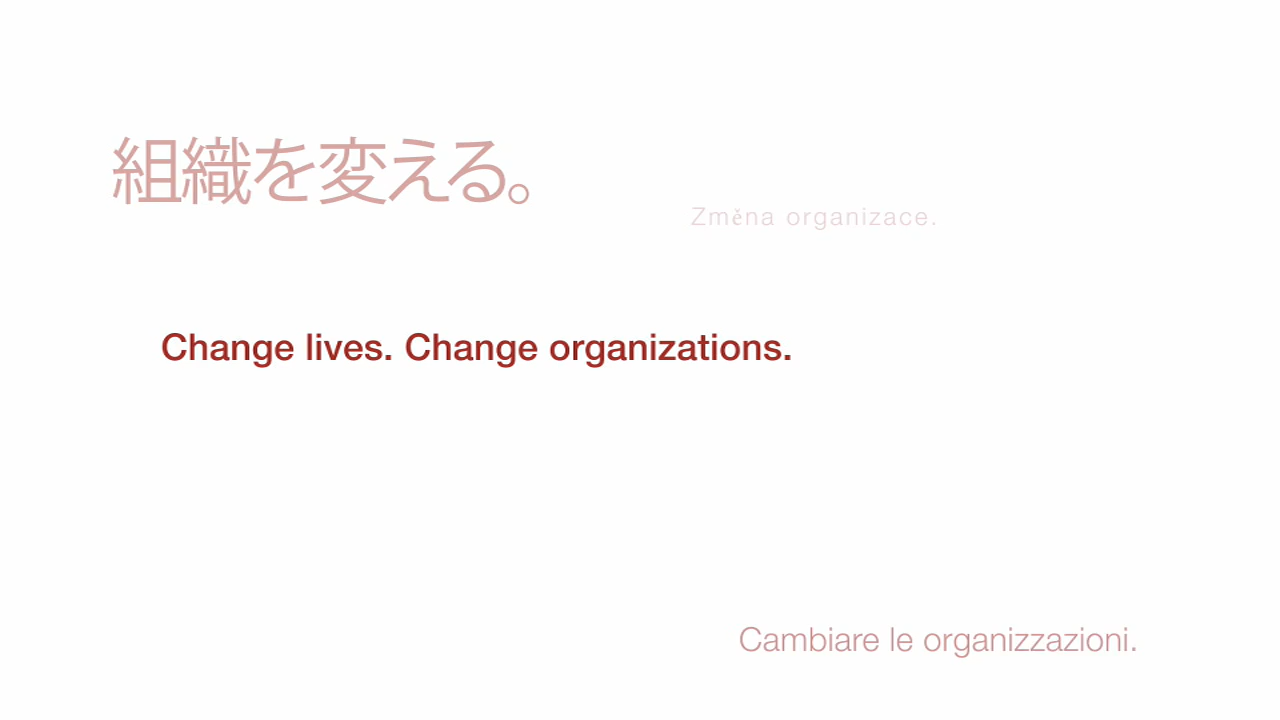 組織を変える。
Změna organizace.
Change lives. Change organizations.
Cambiare le organizzazioni.